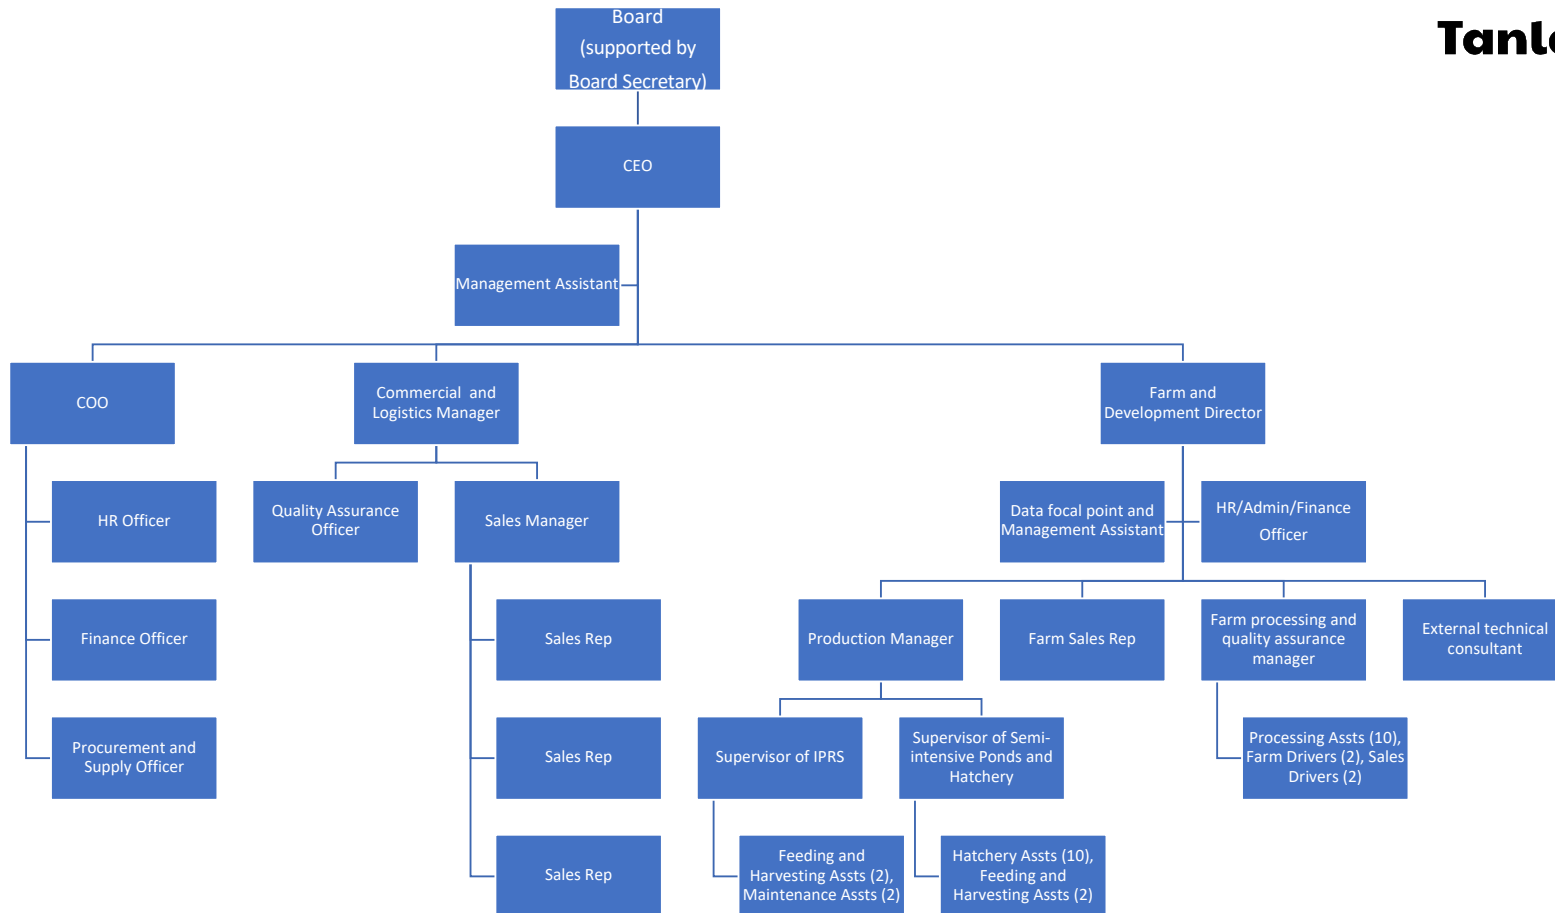 Board
(supported by
Board Secretary)
CEO
Management Assistant
COO
Commercial and
Logistics Manager
Farm and
Development Director
HR Officer
Quality Assurance
Officer
Sales Manager
Data focal point and
Management Assistant
HR/Admin/Finance
Officer
Finance Officer
Sales Rep
Production Manager
Farm Sales Rep
Farm processing and
quality assurance
manager
External technical
consultant
Procurement and
Supply Officer
Sales Rep
Supervisor of IPRS
Supervisor of Semi-
intensive Ponds and
Hatchery
Processing Assts (10),
Farm Drivers (2), Sales
Drivers (2)
Sales Rep
Feeding and
Harvesting Assts (2),
Maintenance Assts (2)
Hatchery Assts (10),
Feeding and
Harvesting Assts (2)